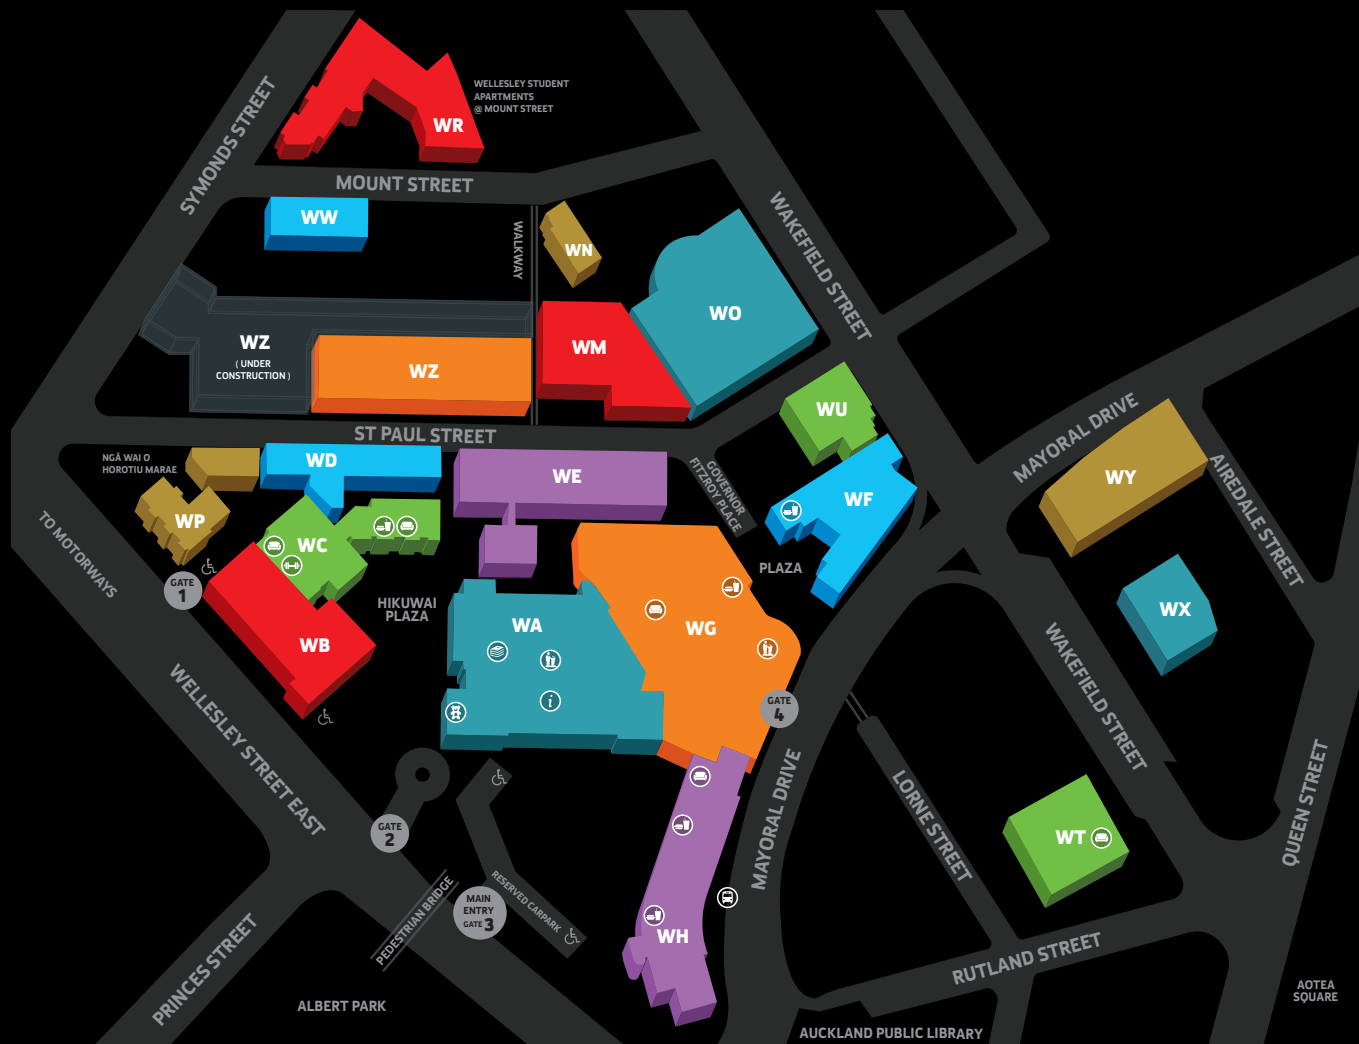 WELLESLEY STUDENT
APARTMENTS
@ MOUNT STREET
WR
SYMONDS STREET
MOUNT STREET
WW
WALKWAY
WN
WAKEFIELD STREET
WO
WZ
( UNDER
CONSTRUCTION )
WZ
WM
WU
MAYORAL DRIVE
ST PAUL STREET
NGĀ WAI O
HOROTIU MARAE
WD
WE
GOVERNOR
FITZROY PLACE
WF
WY
AIREDALE STREET
WP
WC
TO MOTORWAYS
GATE
1
PLAZA
HIKUWAI
PLAZA
WA
WG
WX
WB
i
GATE
4
WAKEFIELD STREET
WELLESLEY STREET EAST
MAYORAL DRIVE
LORNE STREET
QUEEN STREET
GATE
2
WT
RESERVED CARPARK
PEDESTRIAN BRIDGE
MAIN
ENTRY
GATE 3
WH
RUTLAND STREET
PRINCES STREET
ALBERT PARK
AOTEA
SQUARE
AUCKLAND PUBLIC LIBRARY